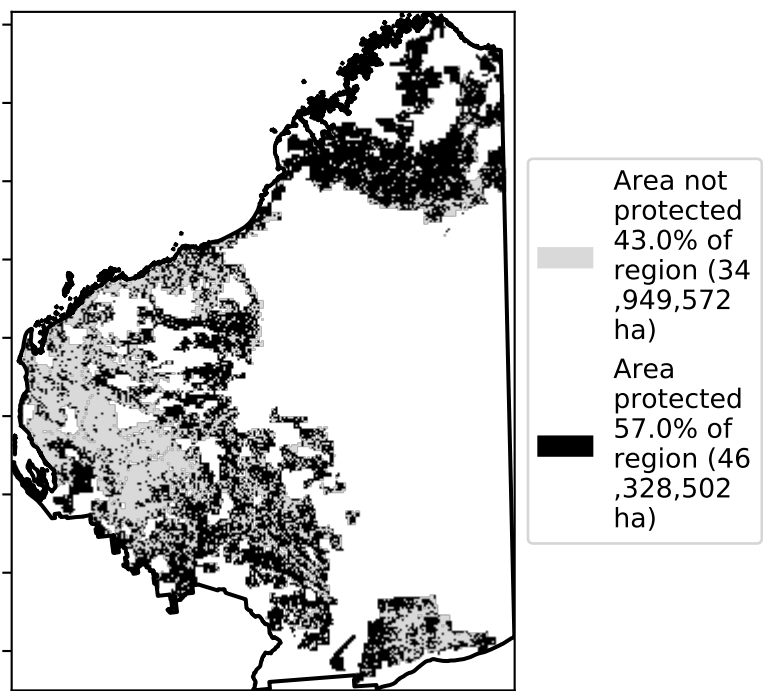 Area not
protected
43.0% of
region (34
,949,572
ha)
Area
protected
57.0% of
region (46
,328,502
ha)